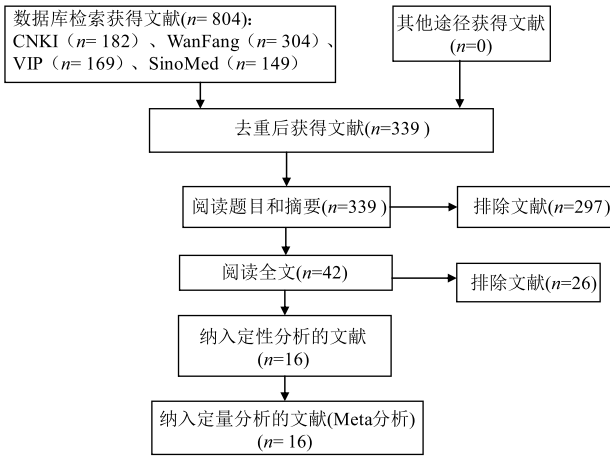 数据库检索获得文献(n= 804)：
CNKI（n= 182）、WanFang（n= 304）、
VIP（n= 169）、SinoMed（n= 149）
其他途径获得文献
(n=0)
去重后获得文献(n=339 )
阅读题目和摘要(n=339 )
排除文献(n=297)
阅读全文(n=42)
排除文献(n=26)
纳入定性分析的文献
(n=16)
纳入定量分析的文献(Meta分析)
(n= 16)